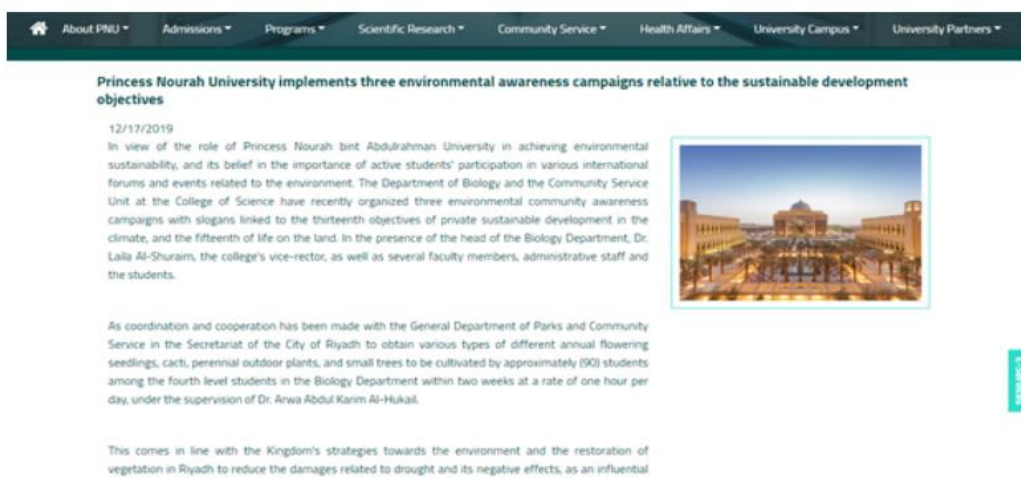 About PNU
Admissions
Programs
Scientific Research
Community Service
Health Affairs
University Campus
University Partners
Princess Nourah University implements three environmental awareness campaigns relative to the sustainable development
objectives
12/17/2019
In view of the role of Princess Nourah bint Abdulrahman University in achieving environmental
sustainability, and its belief in the importance of active students' participation in various international
forums and events related to the environment. The Department of Biology and the Community Service
Unit at the College of Science have recently organized three environmental community awareness
campaigns with slogans linked to the thirteenth objectives of private sustainable development in the
climate, and the fifteenth of life on the land. In the presence of the head of the Biology Department, Dr.
Laila Al-Shuraim, the college's vice-rector, as well as several faculty members, administrative staff and
the students.
As coordination and cooperation has been made with the General Department of Parks and Community
Service in the Secretariat of the City of Riyadh to obtain various types of different annual flowering
seedlings, cacti, perennial outdoor plants, and small trees to be cultivated by approximately (90) students
among the fourth level students in the Biology Department within two weeks at a rate of one hour per
day, under the supervision of Dr. Arwa Abdul Karim Al-Hukail.
This comes in line with the Kingdom's strategies towards the environment and the restoration of
vegetation in Riyadh to reduce the damages related to drought and its negative effects, as an influential
E-Services